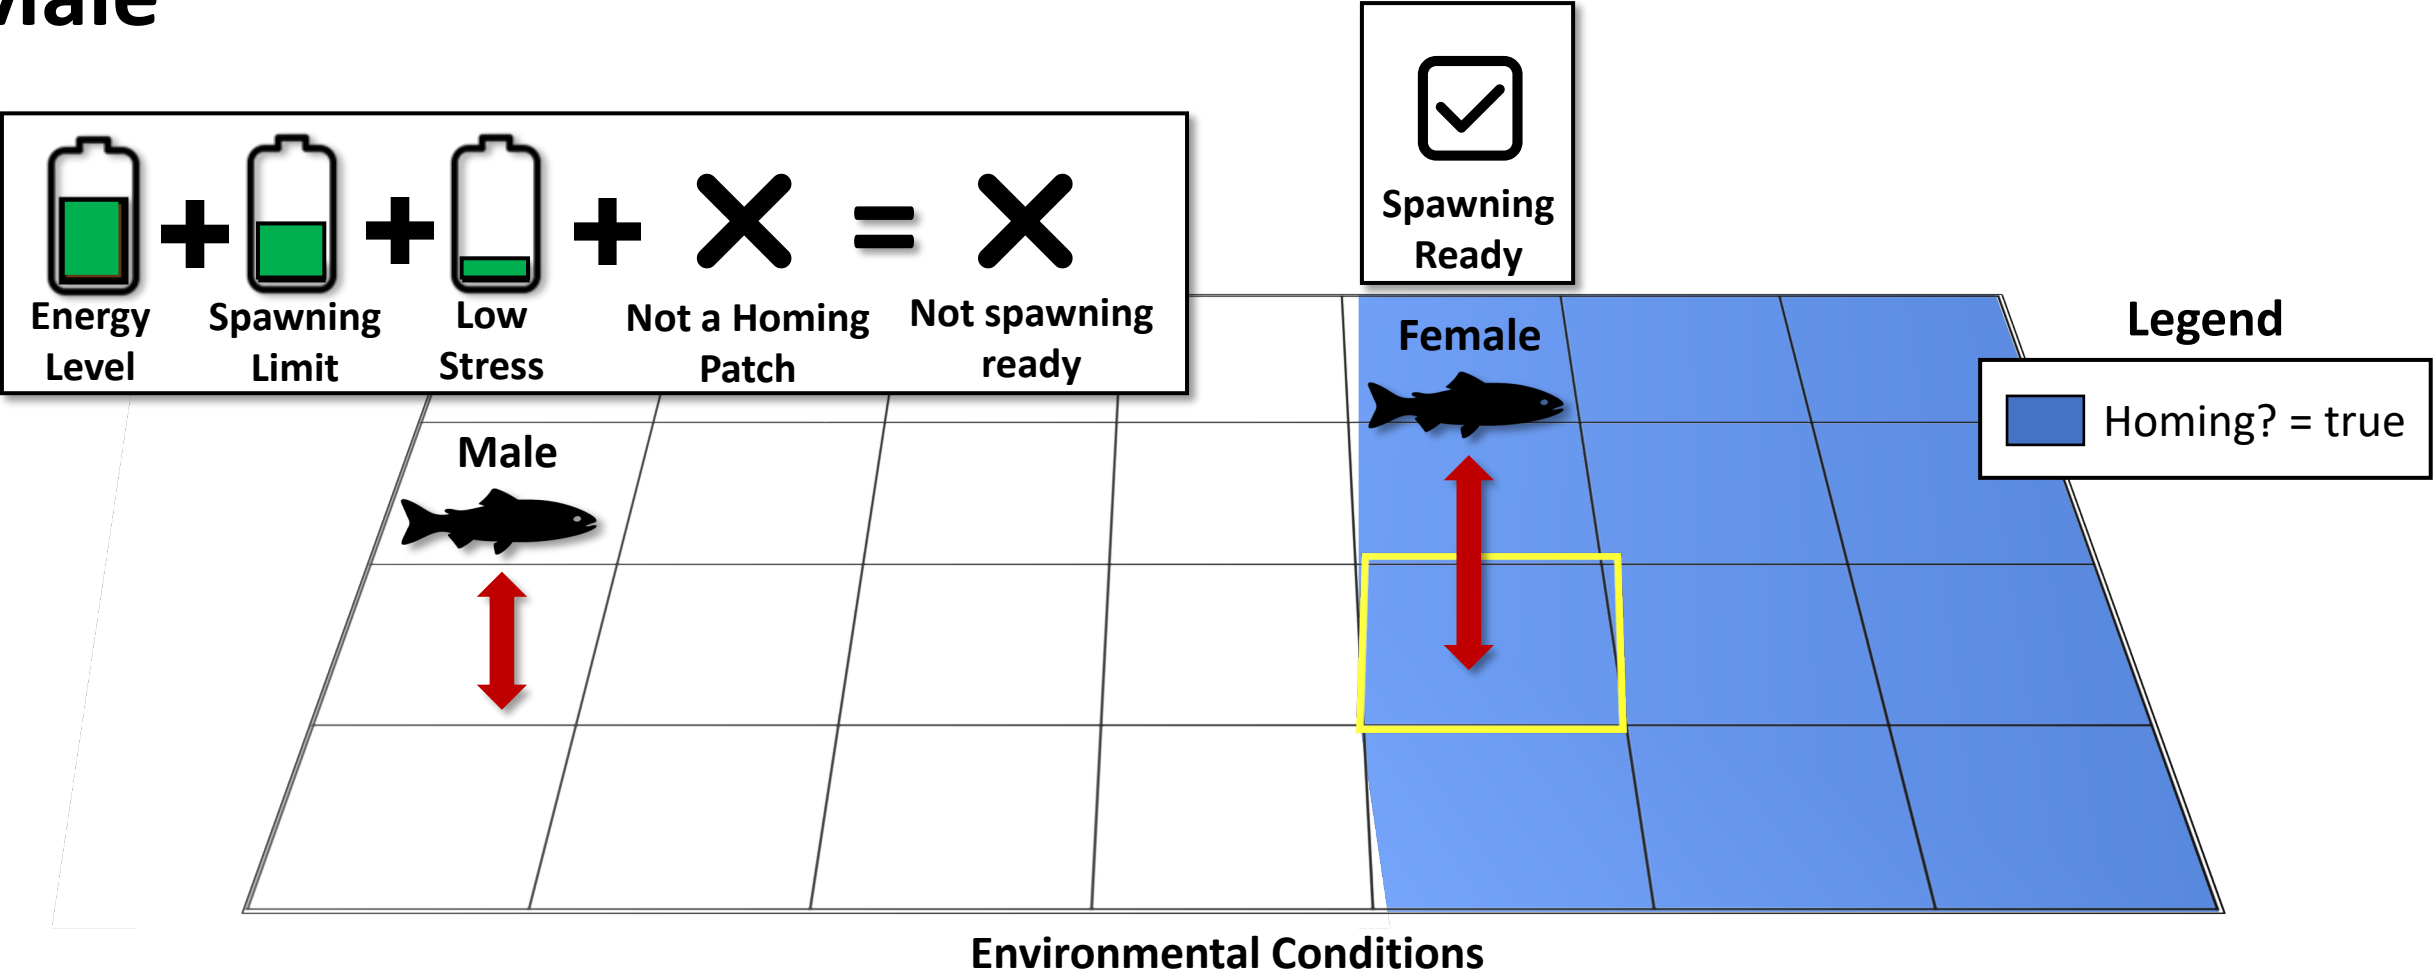 Male
Spawning
Ready
Energy
Level
Spawning
Limit
Low
Stress
Not a Homing
Patch
Not spawning
ready
Female
Legend
Homing? = true
Male
Environmental Conditions